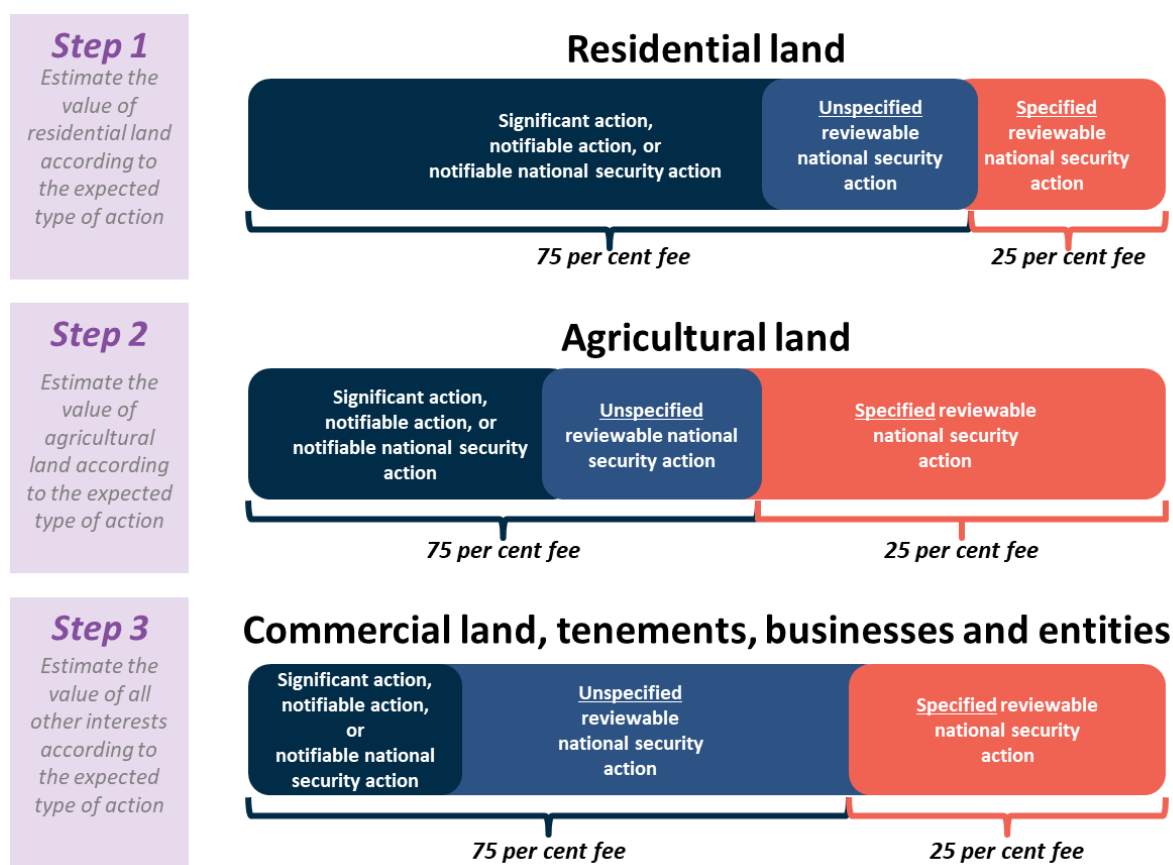 Step 1
Estimate the
value of
residential land
according to
the expected
type of action
Residential land
Significant action,
notifiable action, or
notifiable national security action
Unspecified
reviewable
national security
action
Specified
reviewable
national security
action
75 per cent fee
25 per cent fee
Step 2
Estimate the
value of
agricultural
land according
to the expected
type of action
Agricultural land
Significant action,
notifiable action, or
notifiable national security
action
Unspecified
reviewable national
security action
Specified reviewable
national security
action
75 per cent fee
25 per cent fee
Step 3
Estimate the
value of all
other interests
according to
the expected
type of action
Commercial land, tenements, businesses and entities
Significant action,
notifiable action,
or
notifiable national
security action
Unspecified
reviewable
national security
action
Specified reviewable
national security
action
75 per cent fee
25 per cent fee